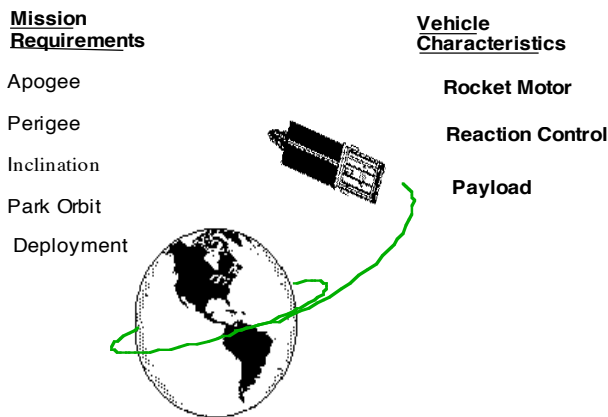 Mission
Requirements
Apogee
Perigee
Inclination
Park Orbit
Deployment
Vehicle
Characteristics
Rocket Motor
Reaction Control
Payload